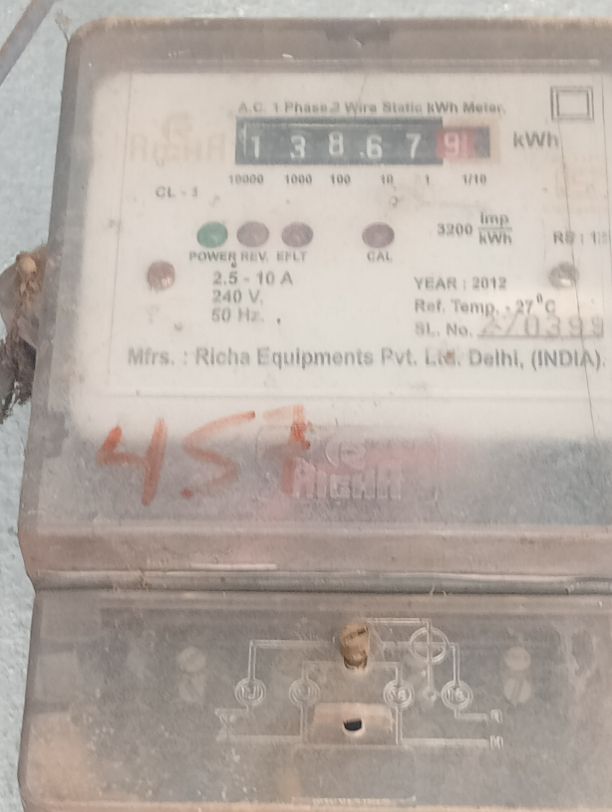 A.C. 1 Phase 2 Wire Static kWh Meter.
RICHA
1 3 8 6 7 9 kWh
10000 1000 100 10 1 1/10
CL - 1
3200 imp/kWh
POWER REV. EFLT CAL
2.5 - 10 A
240 V.
50 Hz.
YEAR : 2012
Ref. Temp. - 27°C
SL. No. 270399
Mfrs. : Richa Equipments Pvt. Ltd. Delhi, (INDIA).
RICHA